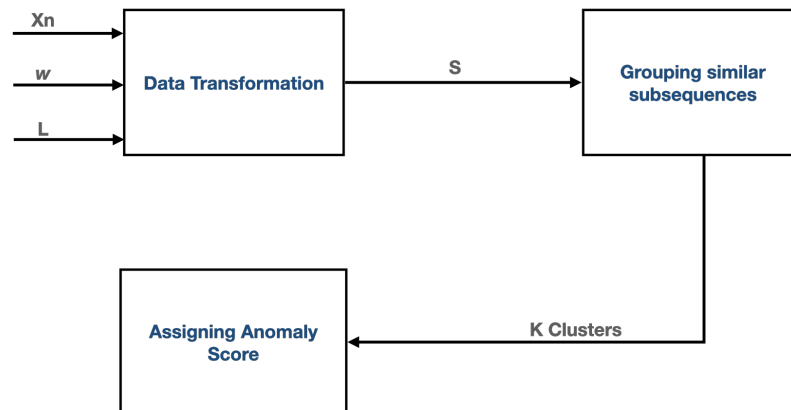 Xn
w
L
Data Transformation
S
Grouping similar
subsequences
K Clusters
Assigning Anomaly
Score